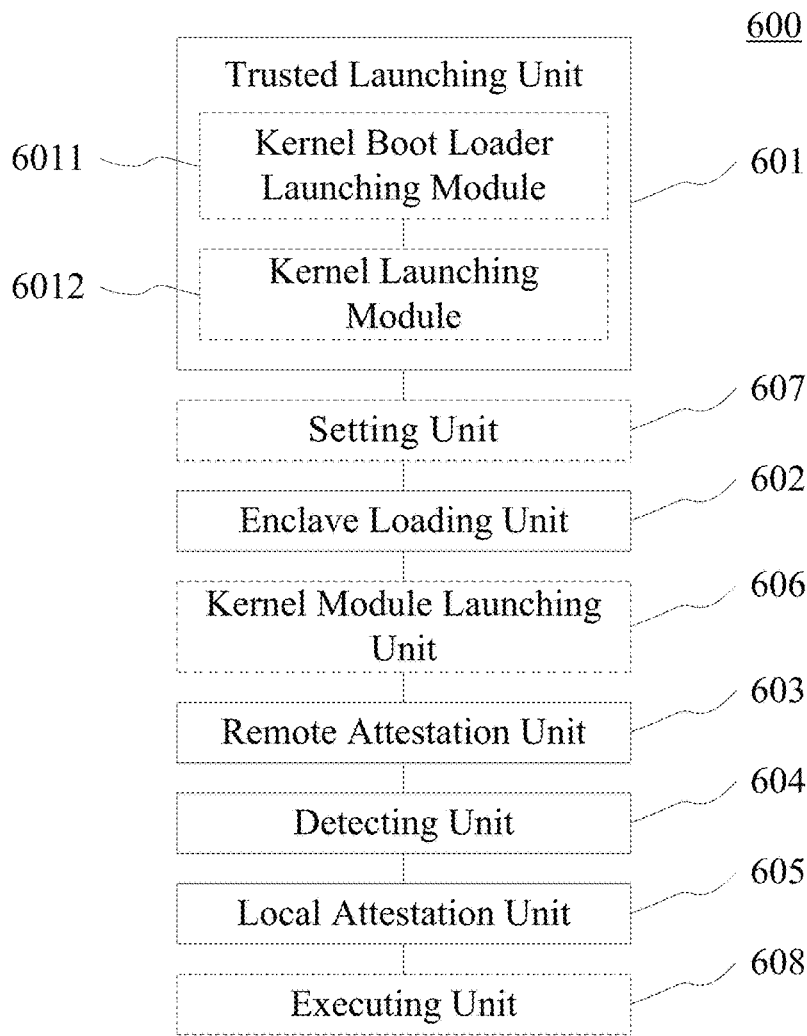 600
Trusted Launching Unit
Kernel Boot Loader
Launching Module
6011
601
Kernel Launching
Module
6012
607
Setting Unit
602
Enclave Loading Unit
606
Kernel Module Launching
Unit
603
Remote Attestation Unit
604
Detecting Unit
605
Local Attestation Unit
608
Executing Unit